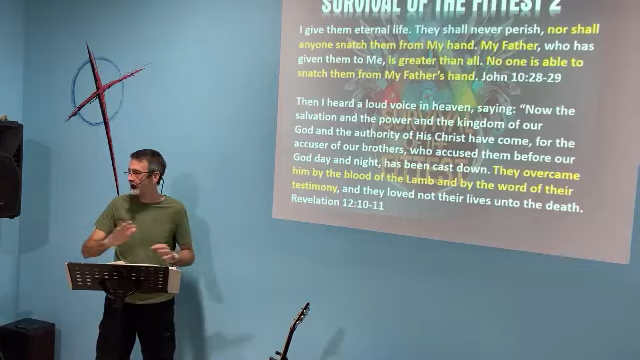 SURVIVAL OF THE FITTEST 2
I give them eternal life. They shall never perish, nor shall
anyone snatch them from My hand. My Father, who has
given them to Me, is greater than all. No one is able to
snatch them from My Father's hand. John 10:28-29
Then I heard a loud voice in heaven, saying: "Now the
salvation and the power and the kingdom of our
God and the authority of His Christ have come, for the
accuser of our brothers, who accused them before our
God day and night, has been cast down. They overcame
him by the blood of the Lamb and by the word of their
testimony, and they loved not their lives unto the death.
Revelation 12:10-11